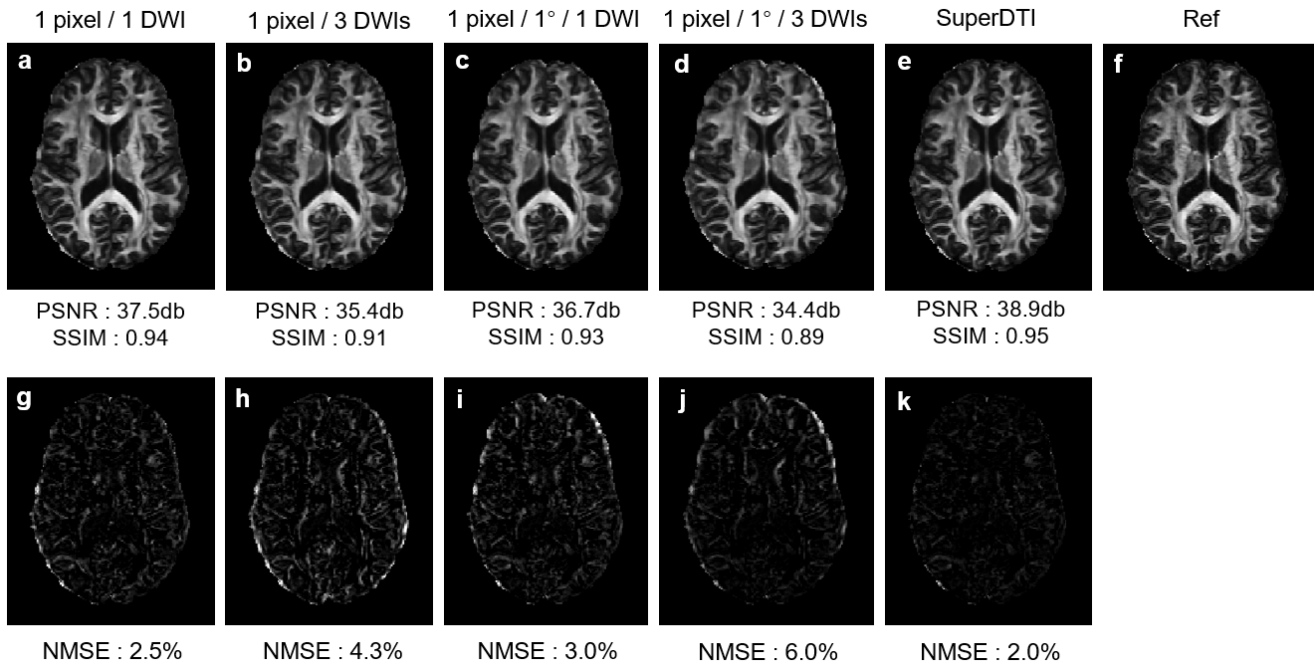 1 pixel / 1 DWI
1 pixel / 3 DWIs
1 pixel / 1° / 1 DWI
1 pixel / 1° / 3 DWIs
SuperDTI
Ref
a
b
c
d
e
f
PSNR : 37.5db
SSIM : 0.94
PSNR : 35.4db
SSIM : 0.91
PSNR : 36.7db
SSIM : 0.93
PSNR : 34.4db
SSIM : 0.89
PSNR : 38.9db
SSIM : 0.95
g
h
i
j
k
NMSE : 2.5%
NMSE : 4.3%
NMSE : 3.0%
NMSE : 6.0%
NMSE : 2.0%